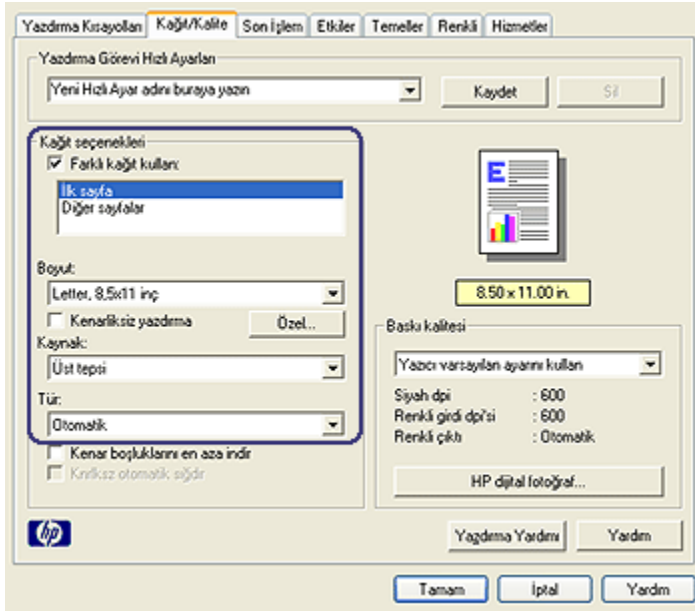 Yazdırma Kısayolları Kağıt/Kalite Son İşlem Etkiler Temeller Renkli Hizmetler
Yazdırma Görevi Hızlı Ayarları
Yeni Hızlı Ayar adını buraya yazın Kaydet Sil
Kağıt seçenekleri
Farklı kağıt kullan:
İlk sayfa
Diğer sayfalar
E
Boyut:
Letter, 8,5x11 inç
8.50 x 11.00 in.
Kenarlıksiz yazdırma Özel...
Baskı kalitesi
Kaynak:
Üst tepsi
Yazıcı varsayılan ayarını kullan
Tür:
Otomatik
Siyah dpi : 600
Renkli girdi dpi'si : 600
Renkli çıktı : Otomatik
Kenar boşluklarını en aza indir
otomatik sığdır
HP dijital fotoğraf...
hp
Yazdırma Yardımı Yardım
Tamam İptal Yardım